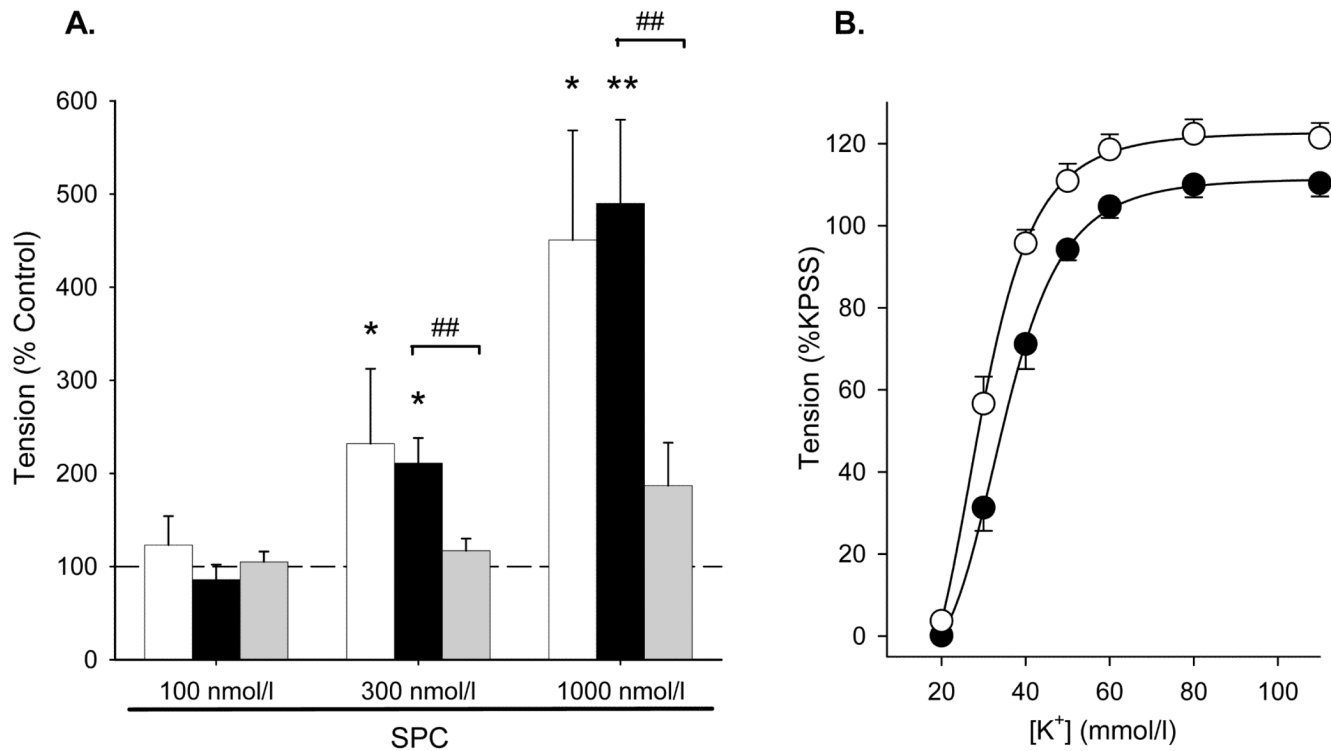 A.
##
* **
600
500
400
300
200
100
0
Tension (% Control)
* ##
*
100 nmol/l 300 nmol/l 1000 nmol/l
SPC
B.
120
100
80
60
40
20
0
Tension (%KPSS)
20 40 60 80 100
[K⁺] (mmol/l)